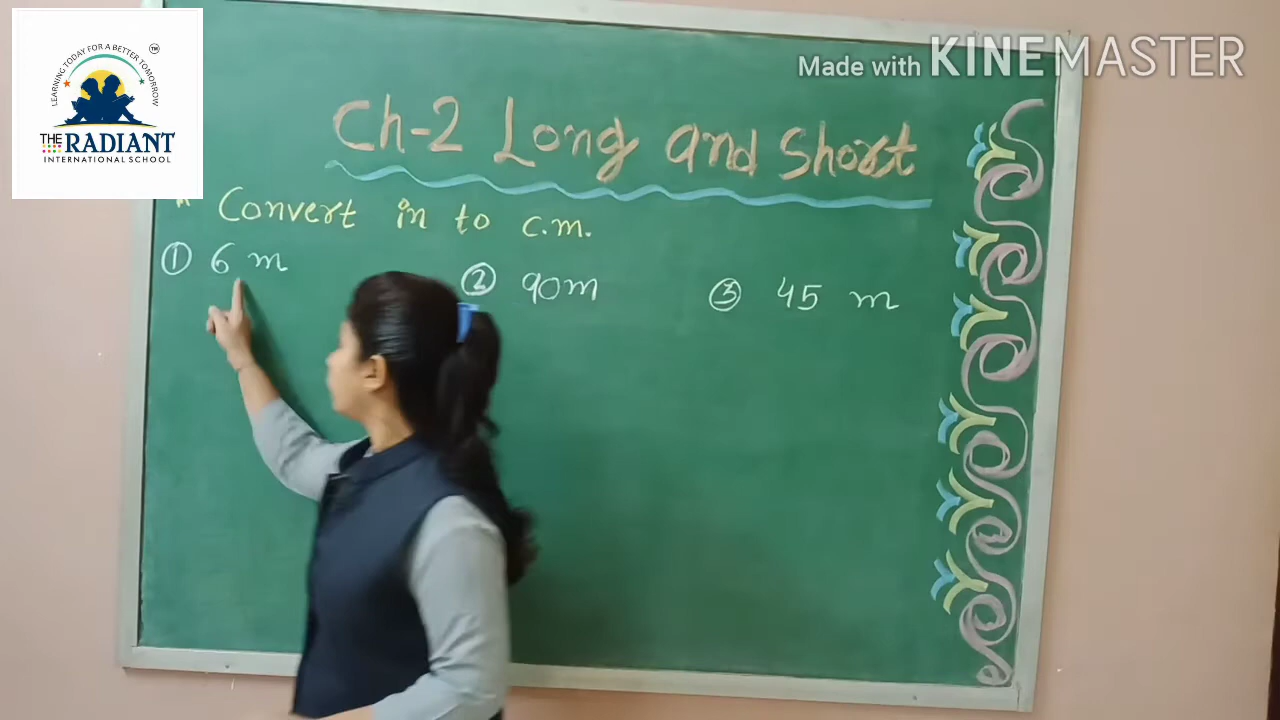 LEARNING TODAY FOR A BETTER TOMORROW
TM
THE RADIANT
INTERNATIONAL SCHOOL
Made with KINEMASTER
Ch-2 Long and Short
Convert in to c.m.
① 6 m ② 90m ③ 45 m